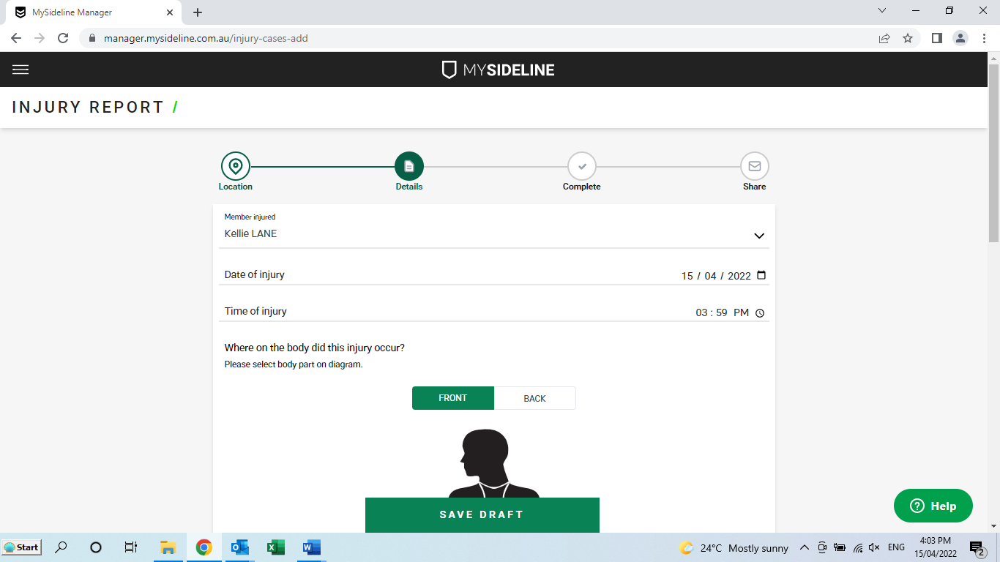 MySideline Manager
manager.mysideline.com.au/injury-cases-add
MYSIDELINE
INJURY REPORT /
Location
Details
Complete
Share
Member injured
Kellie LANE
Date of injury
15 / 04 / 2022
Time of injury
03 : 59 PM
Where on the body did this injury occur?
Please select body part on diagram.
FRONT
BACK
SAVE DRAFT
? Help
Start
24°C Mostly sunny
ENG
4:03 PM
15/04/2022
2